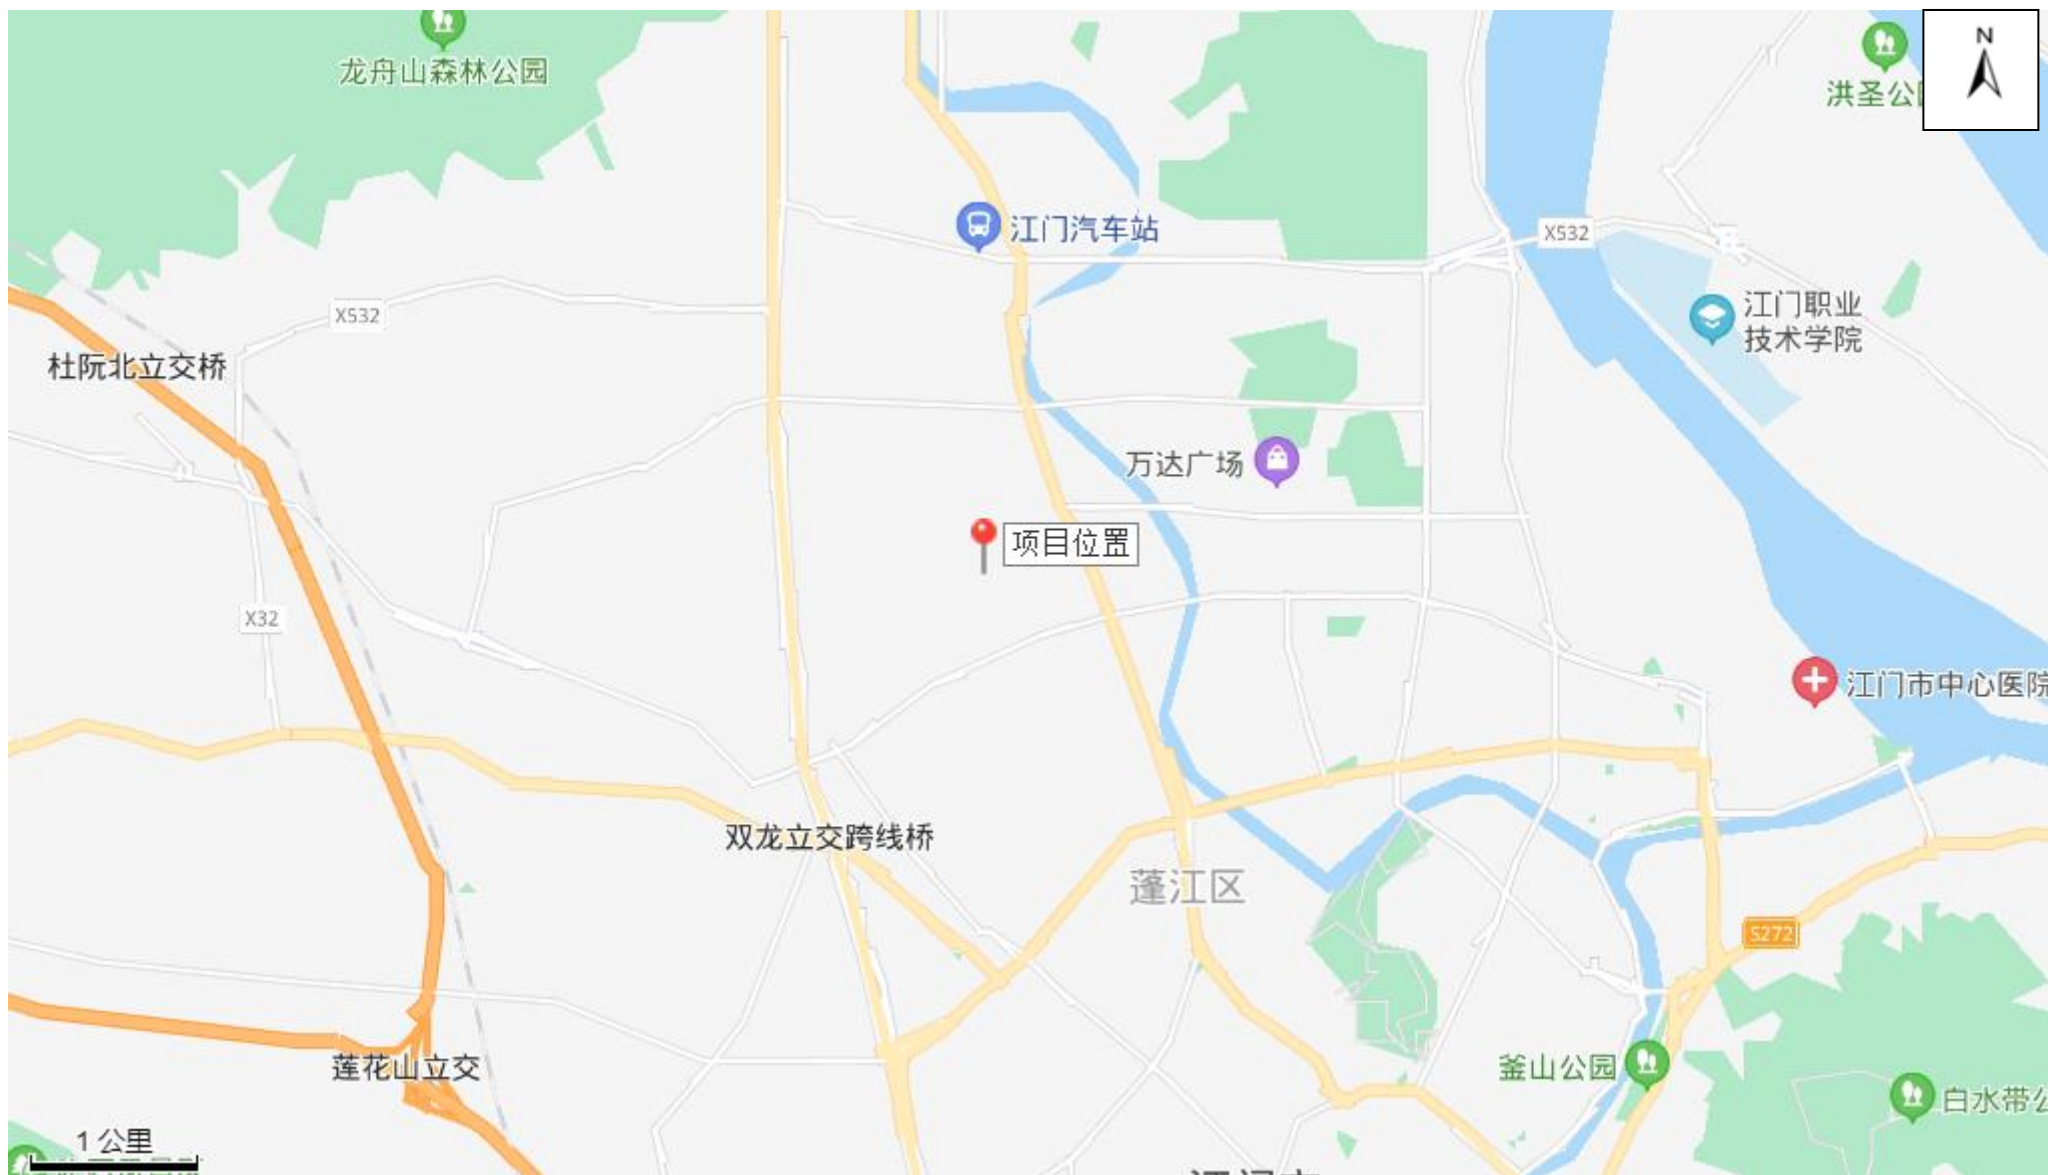 龙舟山森林公园
N
洪圣公
江门汽车站
X532
江门职业
技术学院
X532
杜阮北立交桥
万达广场
项目位置
X32
江门市中心医院
双龙立交跨线桥
蓬江区
S272
莲花山立交
釜山公园
白水带公
1 公里